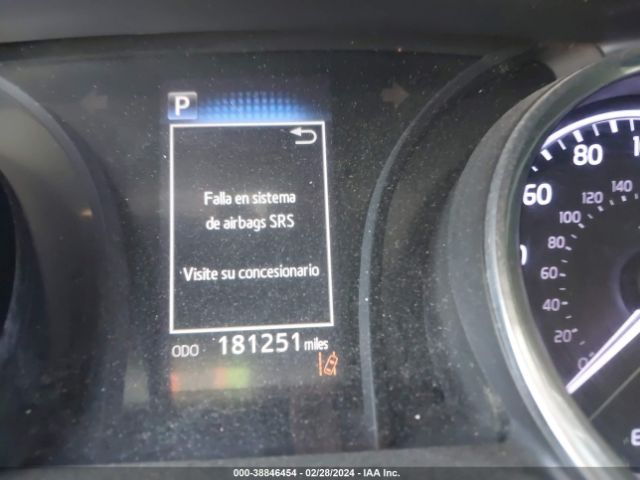 P
Falla en sistema
de airbags SRS
Visite su concesionario
ODO 181251 miles
60 80
0 20 40 60 80 100 120 140
000-38846454 - 02/28/2024 - IAA Inc.